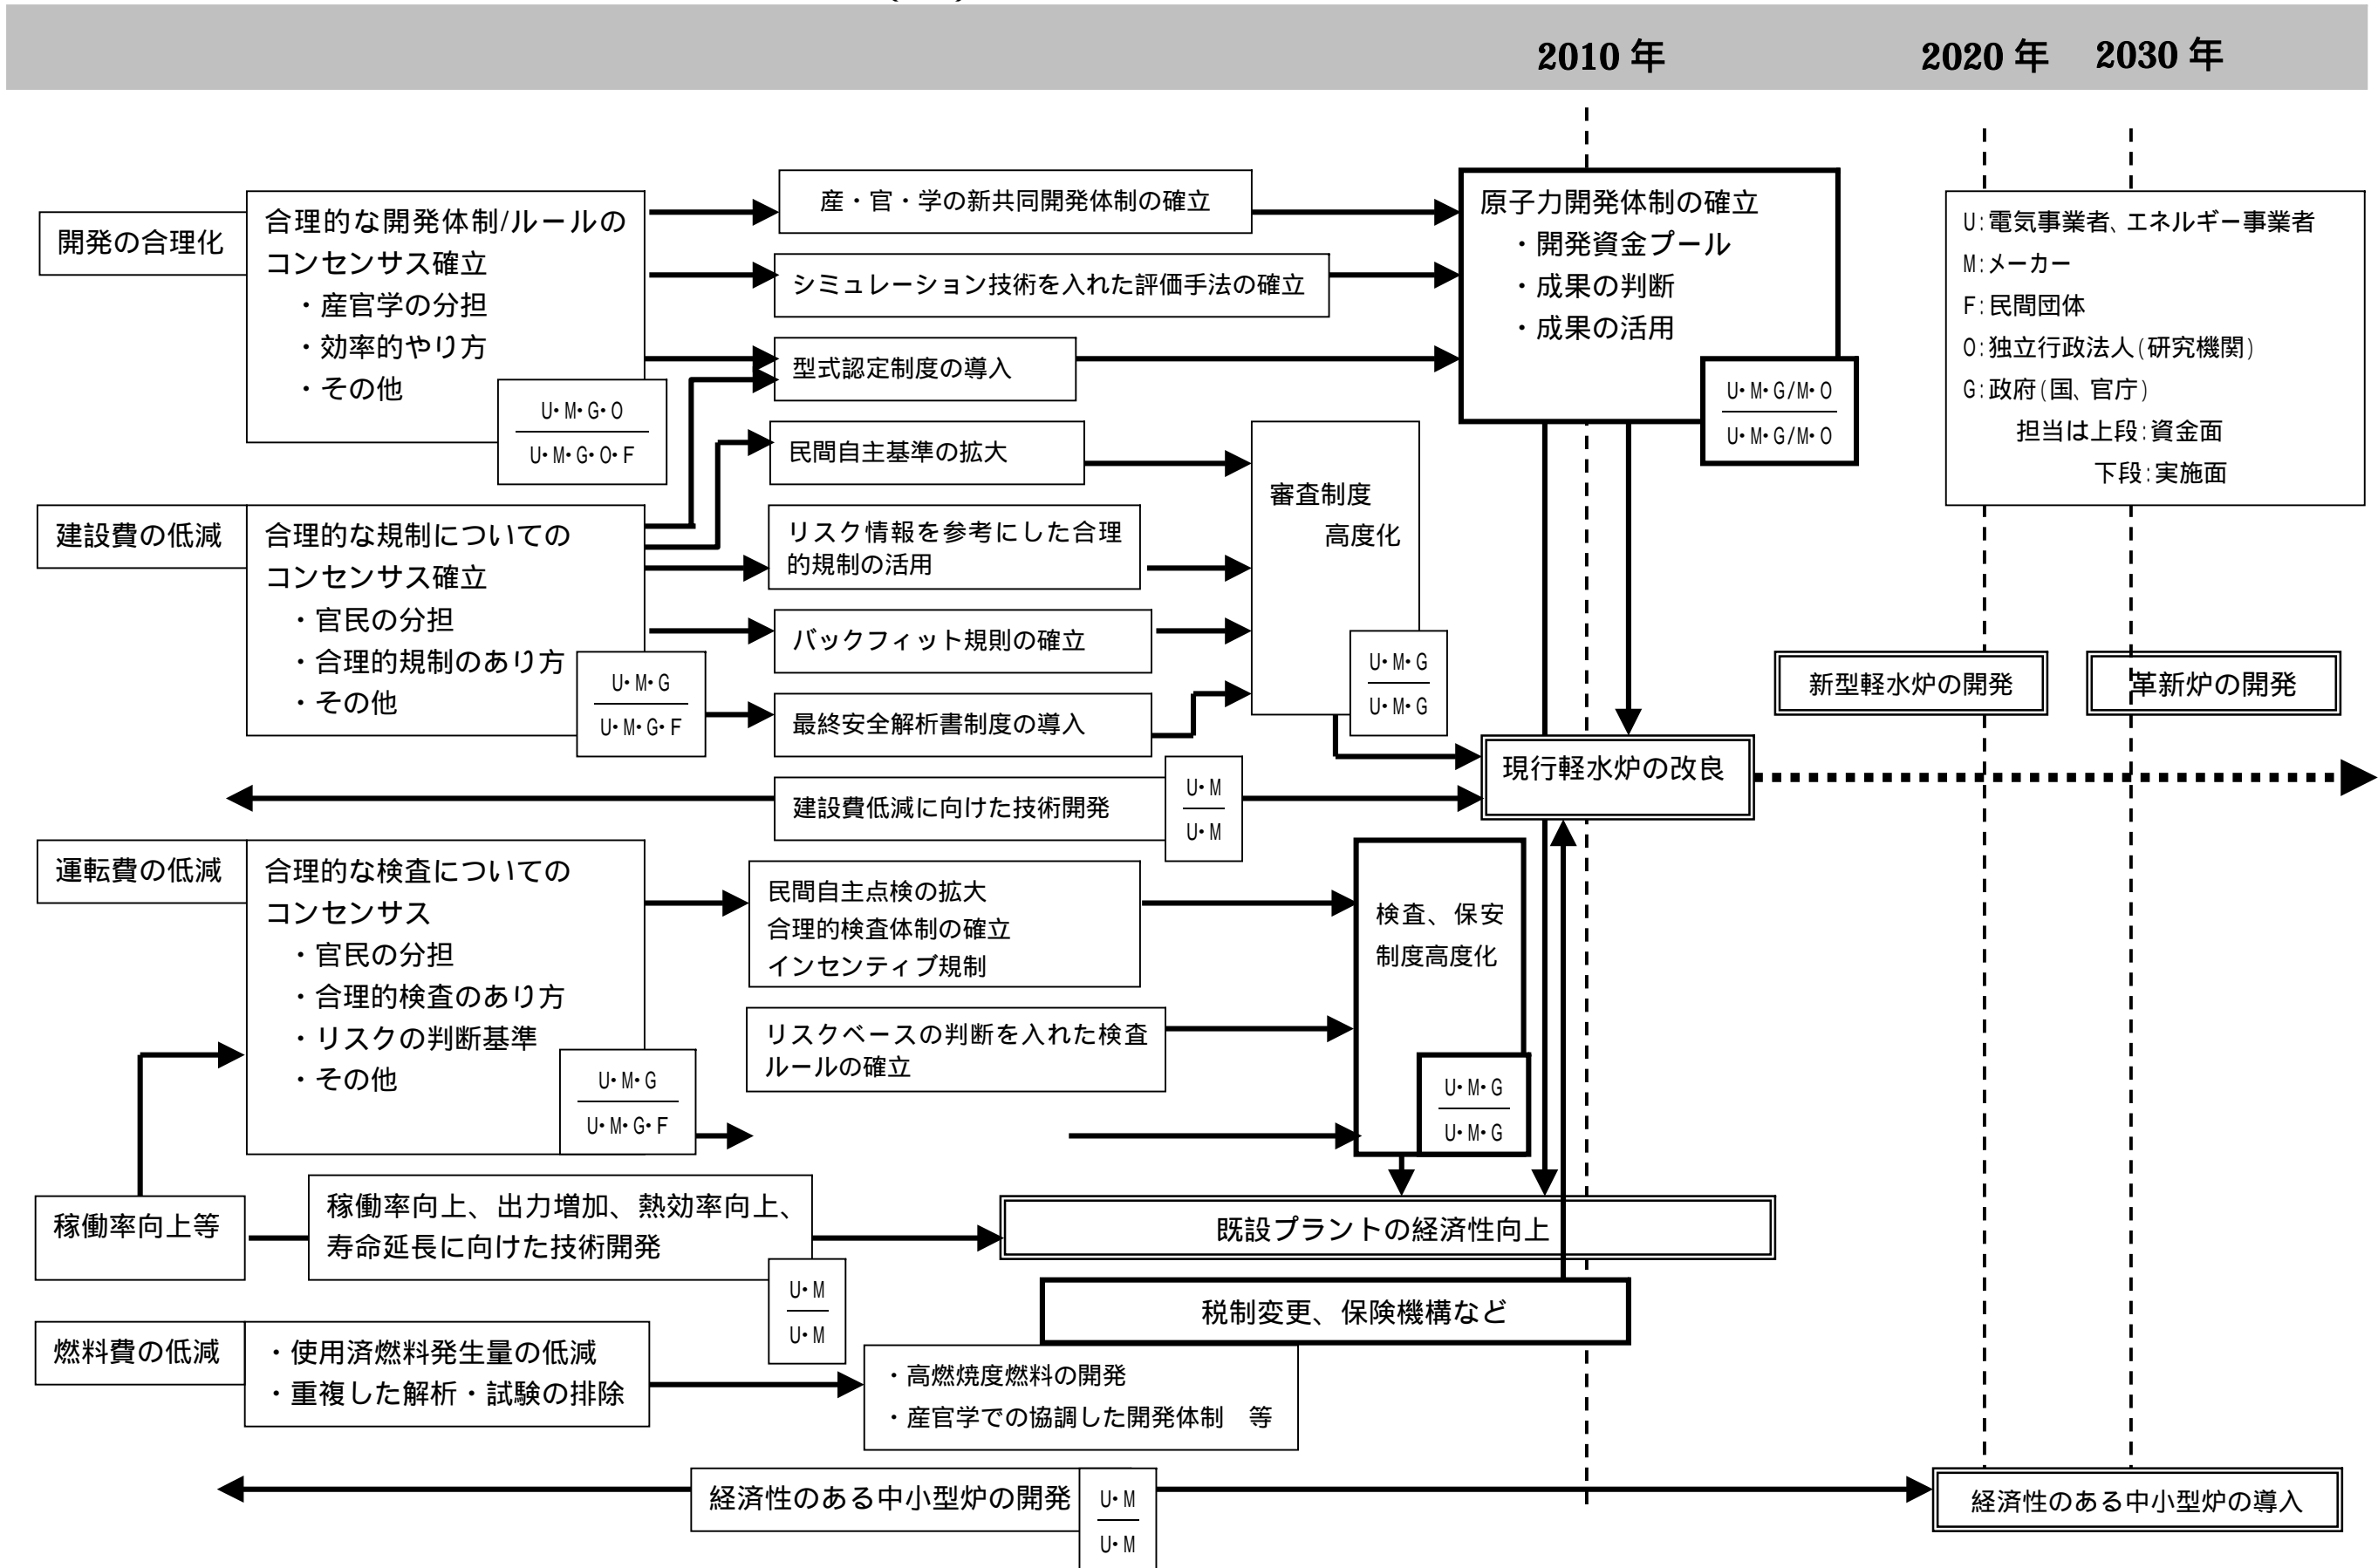 2010 年
2020 年
2030 年
開発の合理化
合理的な開発体制/ルールの
コンセンサス確立
・産官学の分担
・効率的やり方
・その他
U・M・G・O
U・M・G・O・F
産・官・学の新共同開発体制の確立
シミュレーション技術を入れた評価手法の確立
型式認定制度の導入
原子力開発体制の確立
・開発資金プール
・成果の判断
・成果の活用
U・M・G/M・O
U・M・G/M・O
U:電気事業者、エネルギー事業者
M:メーカー
F:民間団体
O:独立行政法人(研究機関)
G:政府(国、官庁)
担当は上段:資金面
下段:実施面
建設費の低減
合理的な規制についての
コンセンサス確立
・官民の分担
・合理的規制のあり方
・その他
U・M・G
U・M・G・F
民間自主基準の拡大
リスク情報を参考にした合理
的規制の活用
バックフィット規則の確立
最終安全解析書制度の導入
審査制度
高度化
U・M・G
U・M・G
新型軽水炉の開発
革新炉の開発
現行軽水炉の改良
建設費低減に向けた技術開発
U・M
U・M
運転費の低減
合理的な検査についての
コンセンサス
・官民の分担
・合理的検査のあり方
・リスクの判断基準
・その他
U・M・G
U・M・G・F
民間自主点検の拡大
合理的検査体制の確立
インセンティブ規制
リスクベースの判断を入れた検査
ルールの確立
検査、保安
制度高度化
U・M・G
U・M・G
稼働率向上等
稼働率向上、出力増加、熱効率向上、
寿命延長に向けた技術開発
U・M
U・M
既設プラントの経済性向上
税制変更、保険機構など
燃料費の低減
・使用済燃料発生量の低減
・重複した解析・試験の排除
・高燃焼度燃料の開発
・産官学での協調した開発体制　等
経済性のある中小型炉の開発
U・M
U・M
経済性のある中小型炉の導入